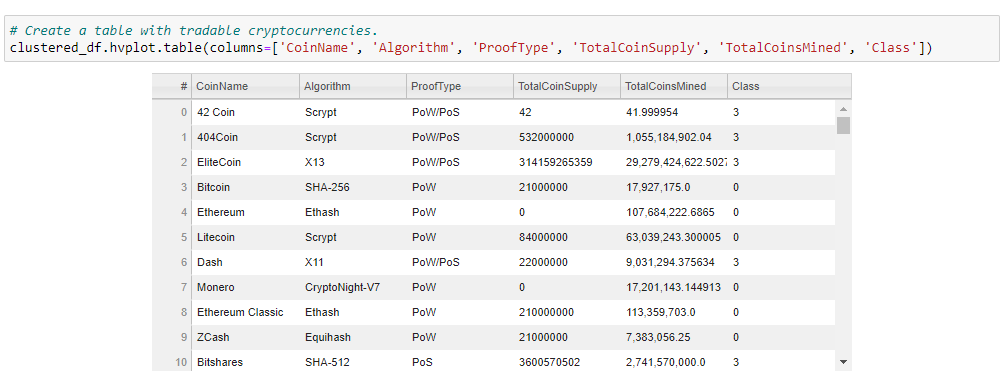 # Create a table with tradable cryptocurrencies.
clustered_df.hvplot.table(columns=['CoinName', 'Algorithm', 'ProofType', 'TotalCoinSupply', 'TotalCoinsMined', 'Class'])
# CoinName Algorithm ProofType TotalCoinSupply TotalCoinsMined Class
0 42 Coin Scrypt PoW/PoS 42 41.999954 3
1 404Coin Scrypt PoW/PoS 532000000 1,055,184,902.04 3
2 EliteCoin X13 PoW/PoS 314159265359 29,279,424,622.5027 3
3 Bitcoin SHA-256 PoW 21000000 17,927,175.0 0
4 Ethereum Ethash PoW 0 107,684,222.6865 0
5 Litecoin Scrypt PoW 84000000 63,039,243.300005 0
6 Dash X11 PoW/PoS 22000000 9,031,294.375634 3
7 Monero CryptoNight-V7 PoW 0 17,201,143.144913 0
8 Ethereum Classic Ethash PoW 210000000 113,359,703.0 0
9 ZCash Equihash PoW 21000000 7,383,056.25 0
10 Bitshares SHA-512 PoS 3600570502 2,741,570,000.0 3